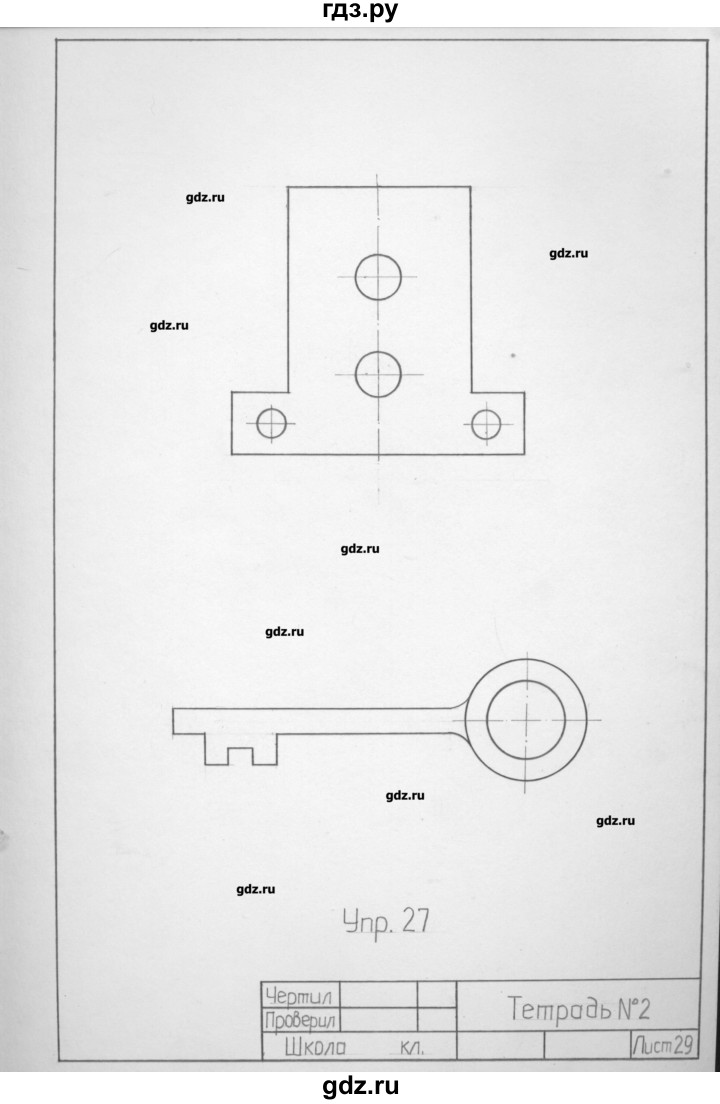 гдз.ру
gdz.ru
gdz.ru
gdz.ru
gdz.ru
gdz.ru
gdz.ru
gdz.ru
gdz.ru
Упр. 27
Чертил
Проверил
Тетрадь №2
Школа кл.
Лист 29
gdz.ru